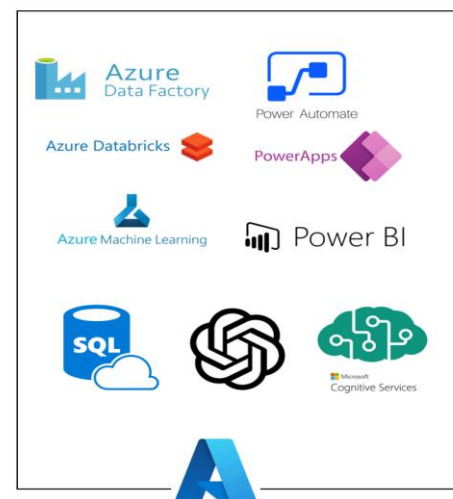 Azure
Data Factory
Power Automate
Azure Databricks
PowerApps
Azure Machine Learning
Power BI
SQL
Microsoft
Cognitive Services